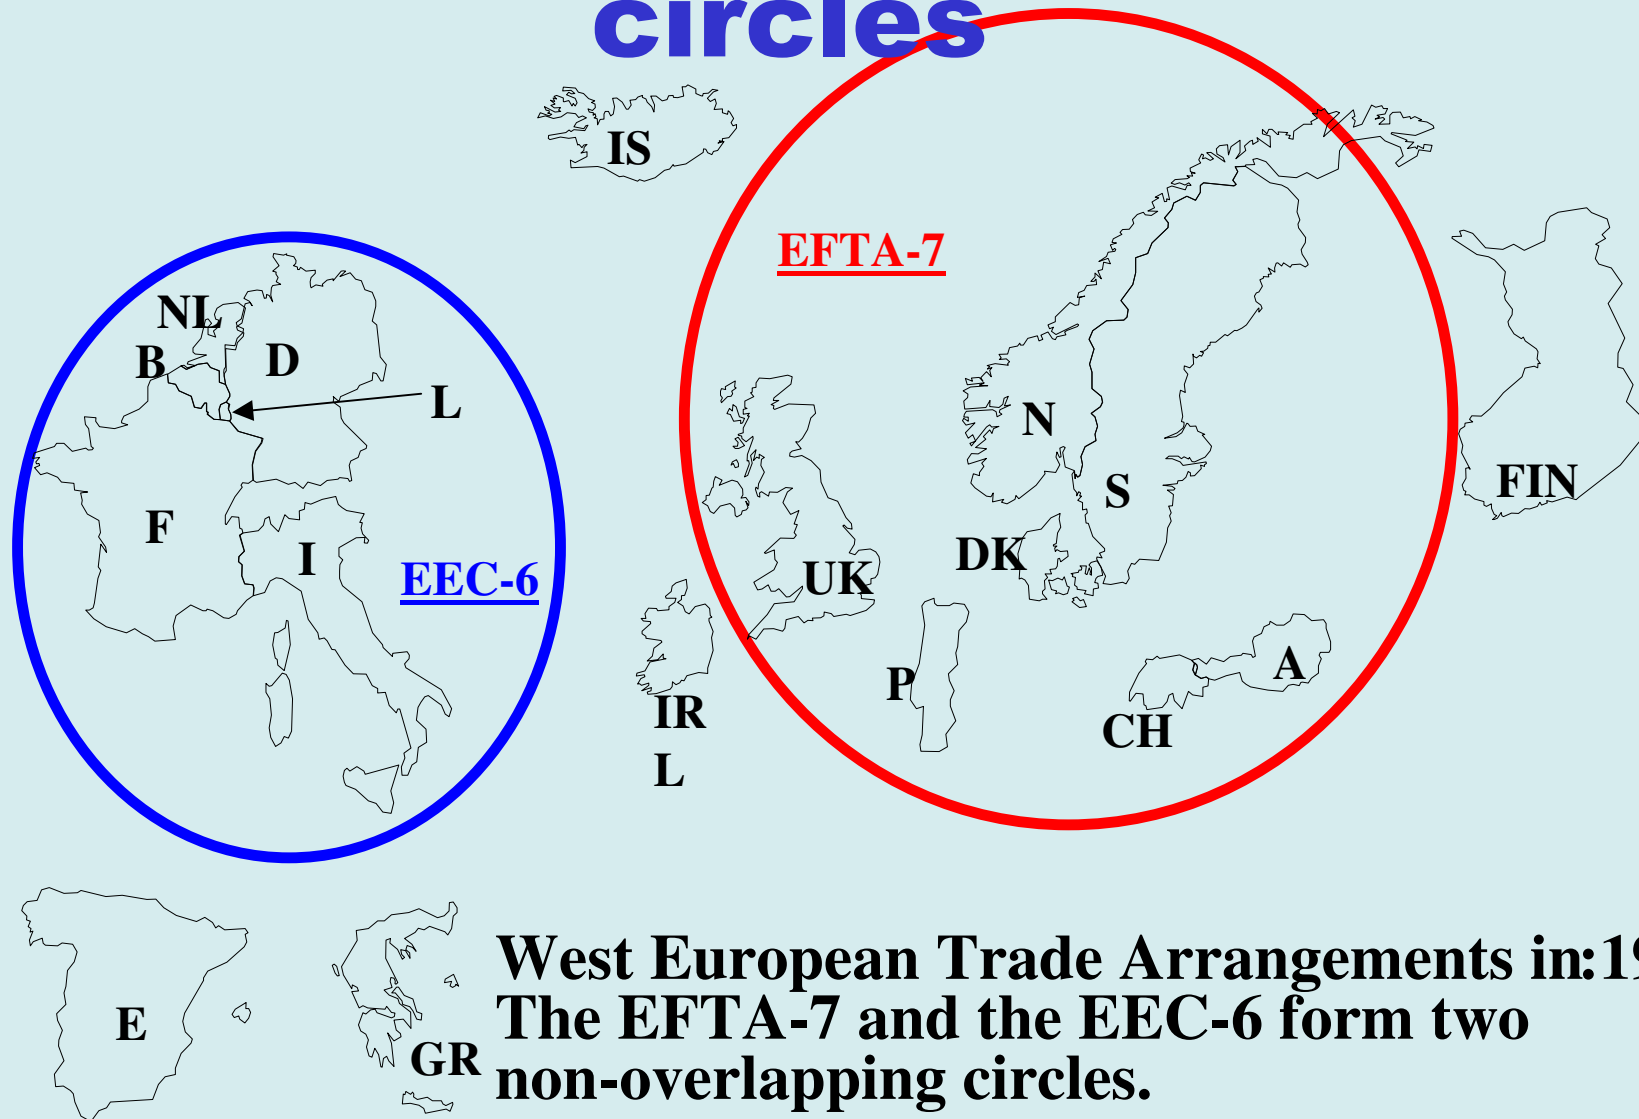 circles
IS
EFTA-7
NL
B
D
L
N
S
FIN
F
I
EEC-6
DK
UK
P
A
CH
IR
L
E
GR
West European Trade Arrangements in:19
The EFTA-7 and the EEC-6 form two
non-overlapping circles.